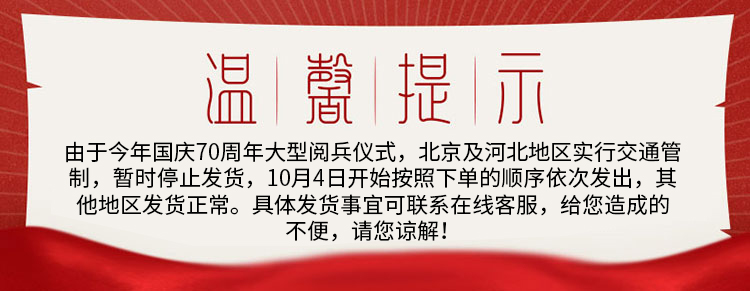 温馨提示
由于今年国庆70周年大型阅兵仪式，北京及河北地区实行交通管
制，暂时停止发货，10月4日开始按照下单的顺序依次发出，其
他地区发货正常。具体发货事宜可联系在线客服，给您造成的
不便，请您谅解！